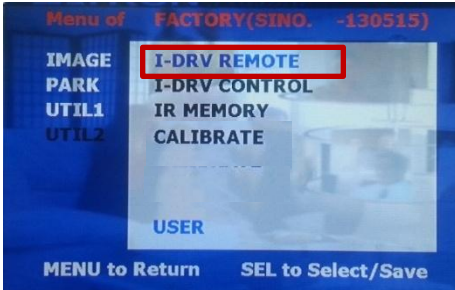 Menu of FACTORY(SINO. -130515)
IMAGE I-DRV REMOTE
PARK I-DRV CONTROL
UTIL1 IR MEMORY
UTIL2 CALIBRATE
USER
MENU to Return SEL to Select/Save